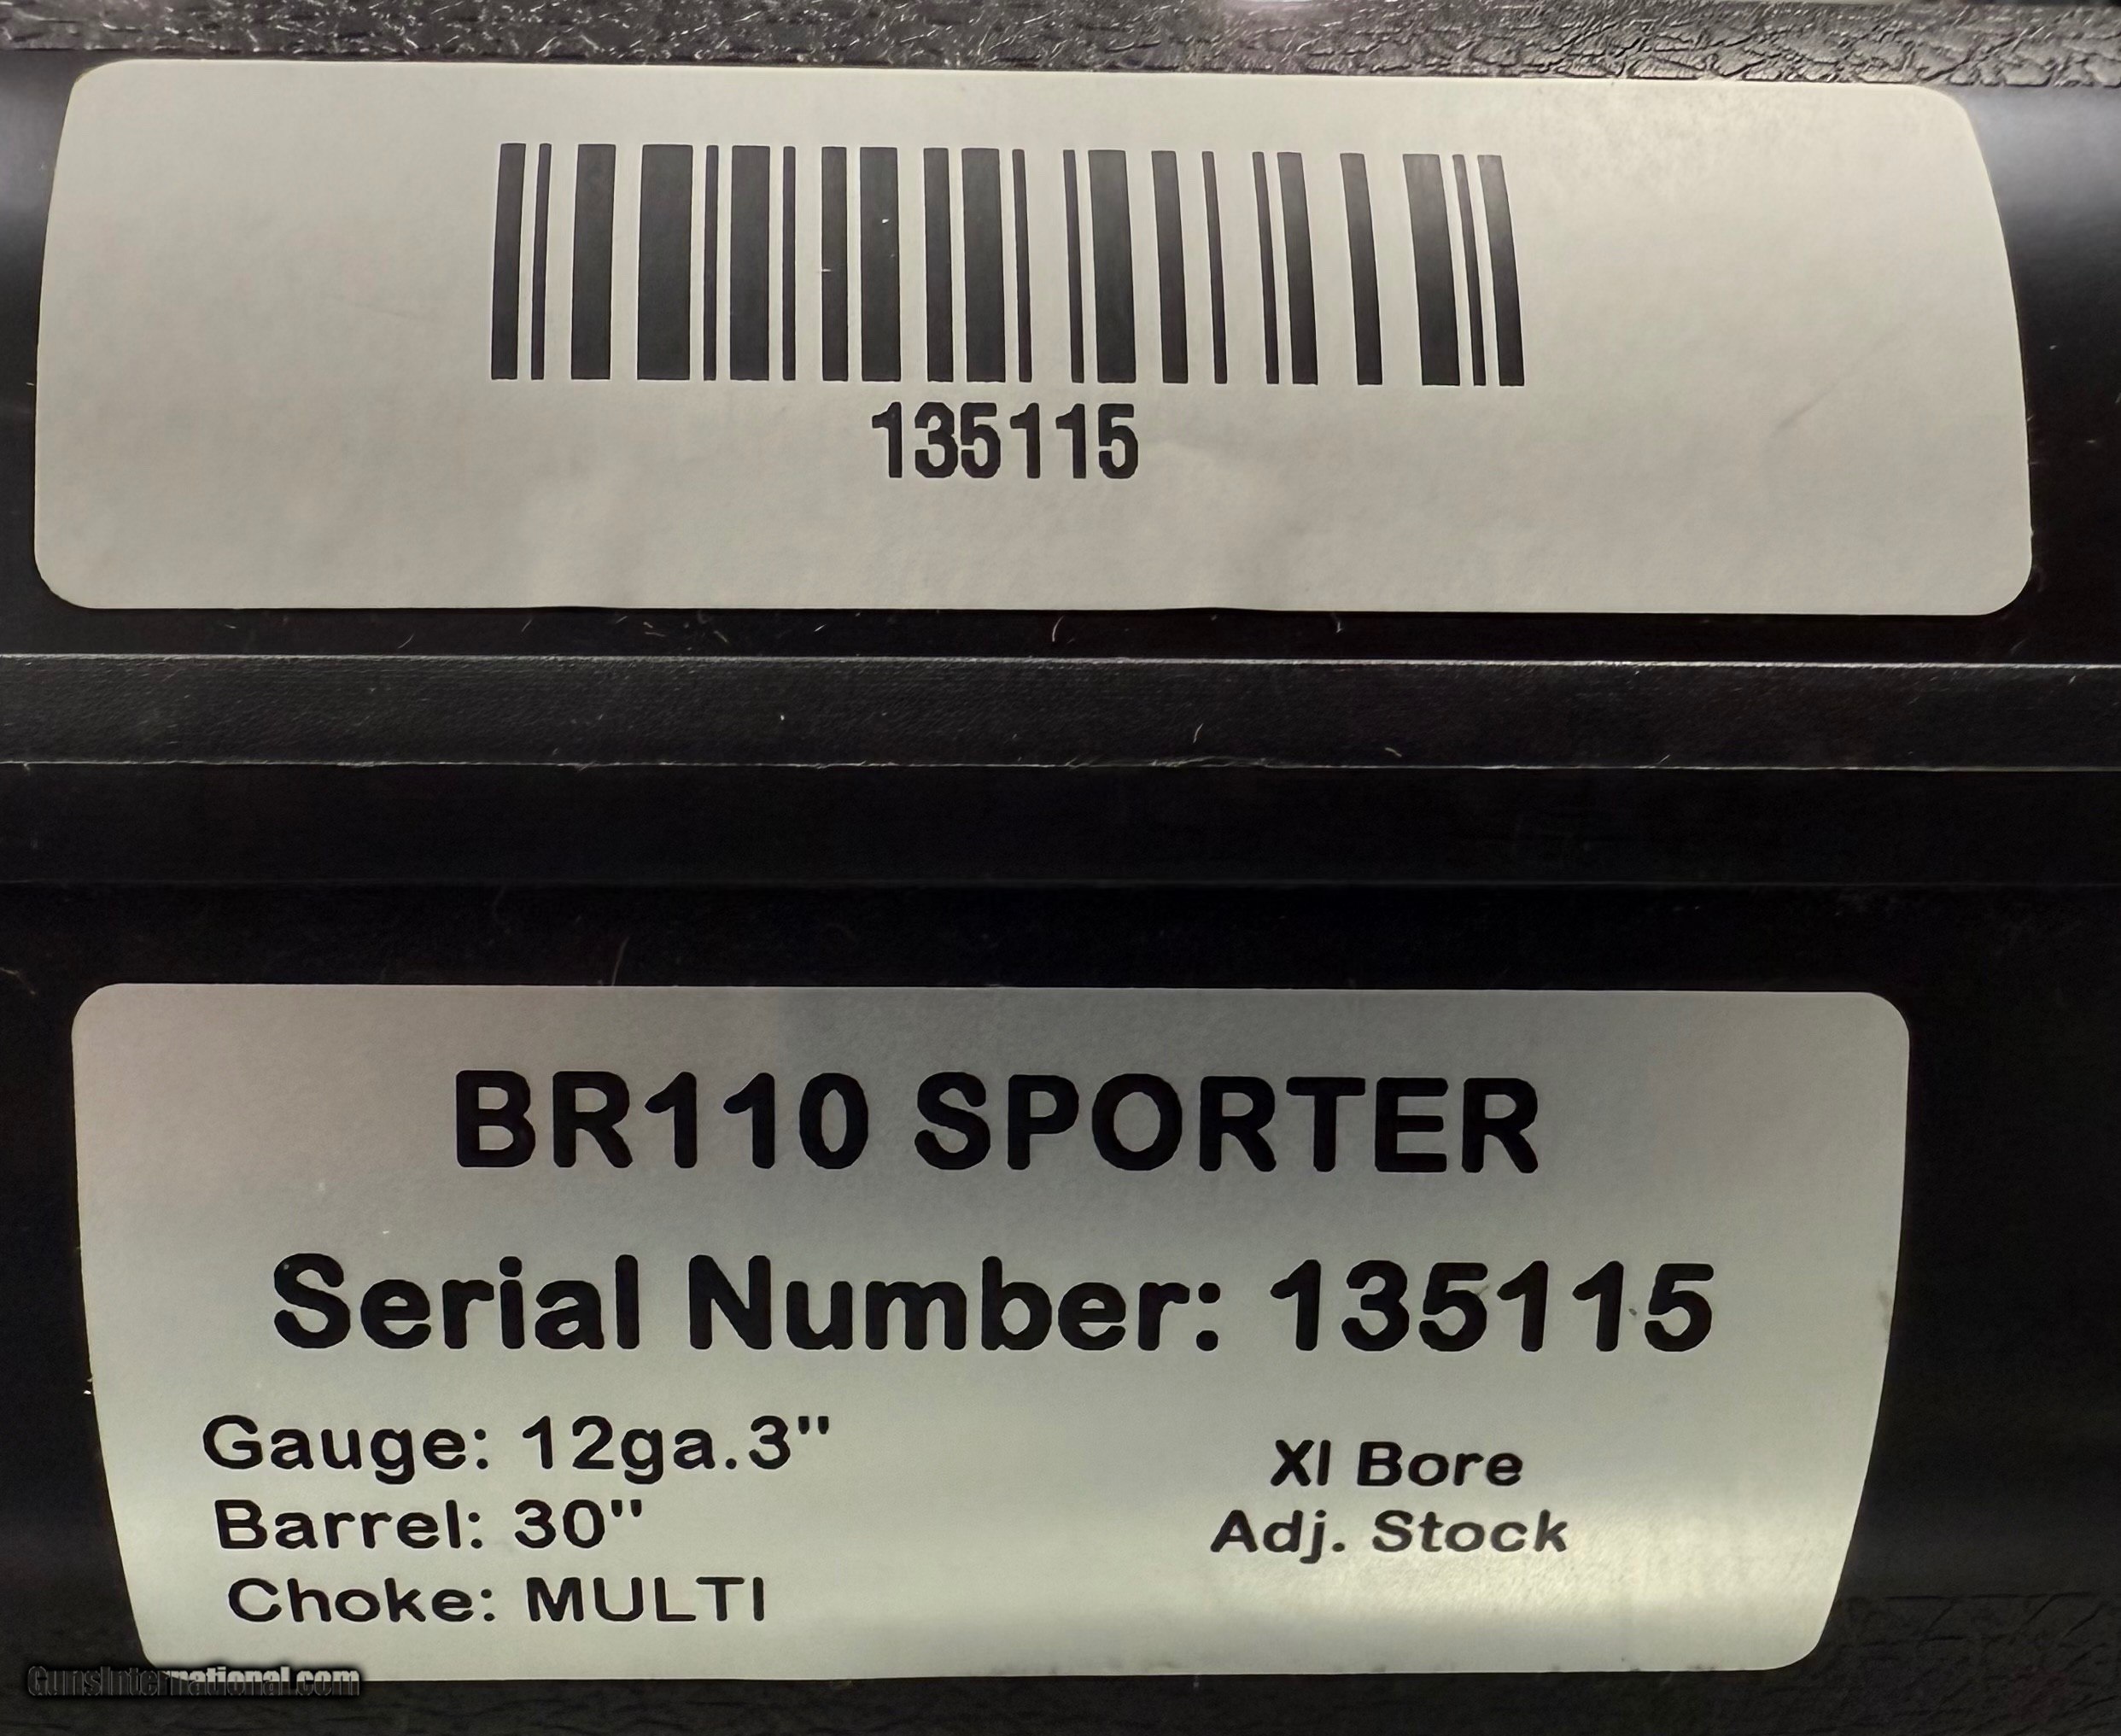 135115
BR110 SPORTER
Serial Number: 135115
Gauge: 12ga.3"
Xl Bore
Barrel: 30"
Adj. Stock
Choke: MULTI
GunsInternational.com